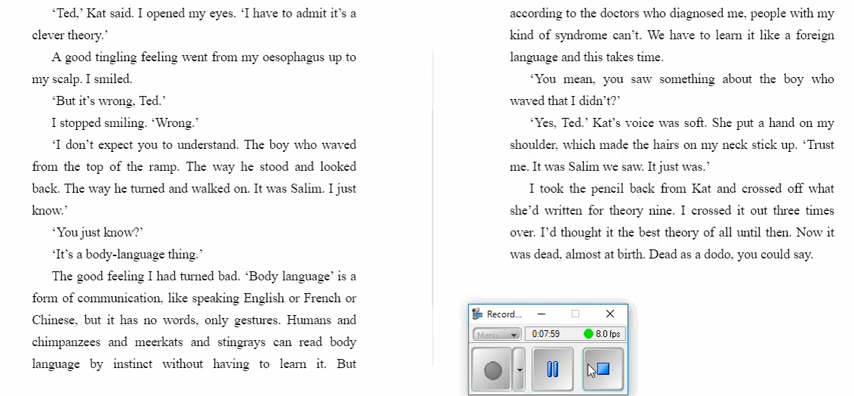 ‘Ted,’ Kat said. I opened my eyes. ‘I have to admit it’s a
clever theory.’
A good tingling feeling went from my oesophagus up to
my scalp. I smiled.
‘But it’s wrong, Ted.’
I stopped smiling. ‘Wrong.’
‘I don’t expect you to understand. The boy who waved
from the top of the ramp. The way he stood and looked
back. The way he turned and walked on. It was Salim. I just
know.’
‘You just know?’
‘It’s a body-language thing.’
The good feeling I had turned bad. ‘Body language’ is a
form of communication, like speaking English or French or
Chinese, but it has no words, only gestures. Humans and
chimpanzees and meerkats and stingrays can read body
language by instinct without having to learn it. But
according to the doctors who diagnosed me, people with my
kind of syndrome can’t. We have to learn it like a foreign
language and this takes time.
‘You mean, you saw something about the boy who
waved that I didn’t?’
‘Yes, Ted.’ Kat’s voice was soft. She put a hand on my
shoulder, which made the hairs on my neck stick up. ‘Trust
me. It was Salim we saw. It just was.’
I took the pencil back from Kat and crossed off what
she’d written for theory nine. I crossed it out three times
over. I’d thought it the best theory of all until then. Now it
was dead, almost at birth. Dead as a dodo, you could say.
Record...
Menu
0:07:59
8.0 fps